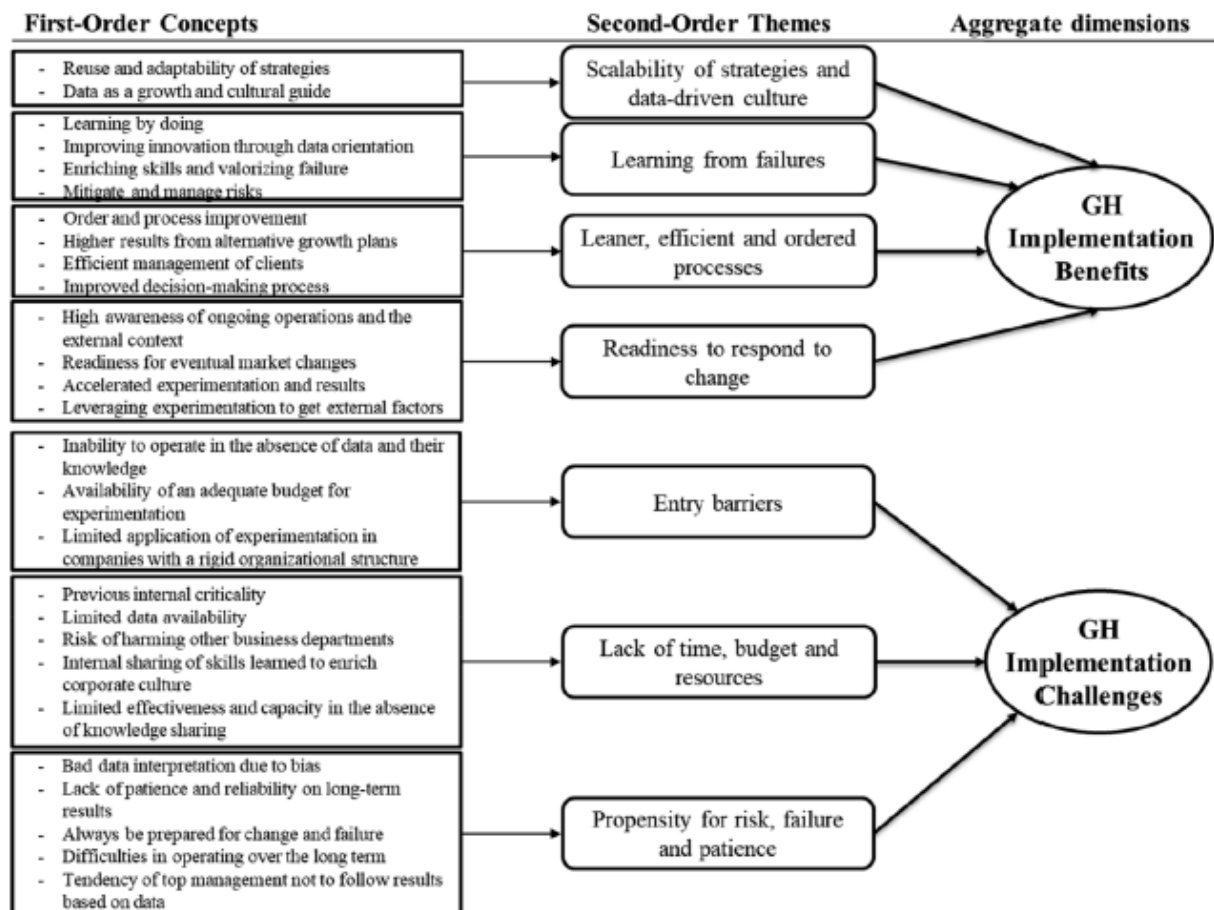 First-Order Concepts
Second-Order Themes
Aggregate dimensions
- Reuse and adaptability of strategies
- Data as a growth and cultural guide
Scalability of strategies and
data-driven culture
- Learning by doing
- Improving innovation through data orientation
- Enriching skills and valorizing failure
- Mitigate and manage risks
Learning from failures
- Order and process improvement
- Higher results from alternative growth plans
- Efficient management of clients
- Improved decision-making process
Leaner, efficient and ordered
processes
- High awareness of ongoing operations and the
external context
- Readiness for eventual market changes
- Accelerated experimentation and results
- Leveraging experimentation to get external factors
Readiness to respond to
change
GH
Implementation
Benefits
- Inability to operate in the absence of data and their
knowledge
- Availability of an adequate budget for
experimentation
- Limited application of experimentation in
companies with a rigid organizational structure
Entry barriers
- Previous internal criticality
- Limited data availability
- Risk of harming other business departments
- Internal sharing of skills learned to enrich
corporate culture
- Limited effectiveness and capacity in the absence
of knowledge sharing
Lack of time, budget and
resources
- Bad data interpretation due to bias
- Lack of patience and reliability on long-term
results
- Always be prepared for change and failure
- Difficulties in operating over the long term
- Tendency of top management not to follow results
based on data
Propensity for risk, failure
and patience
GH
Implementation
Challenges